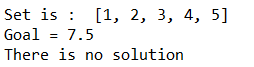 Set is :  [1, 2, 3, 4, 5]
Goal = 7.5
There is no solution